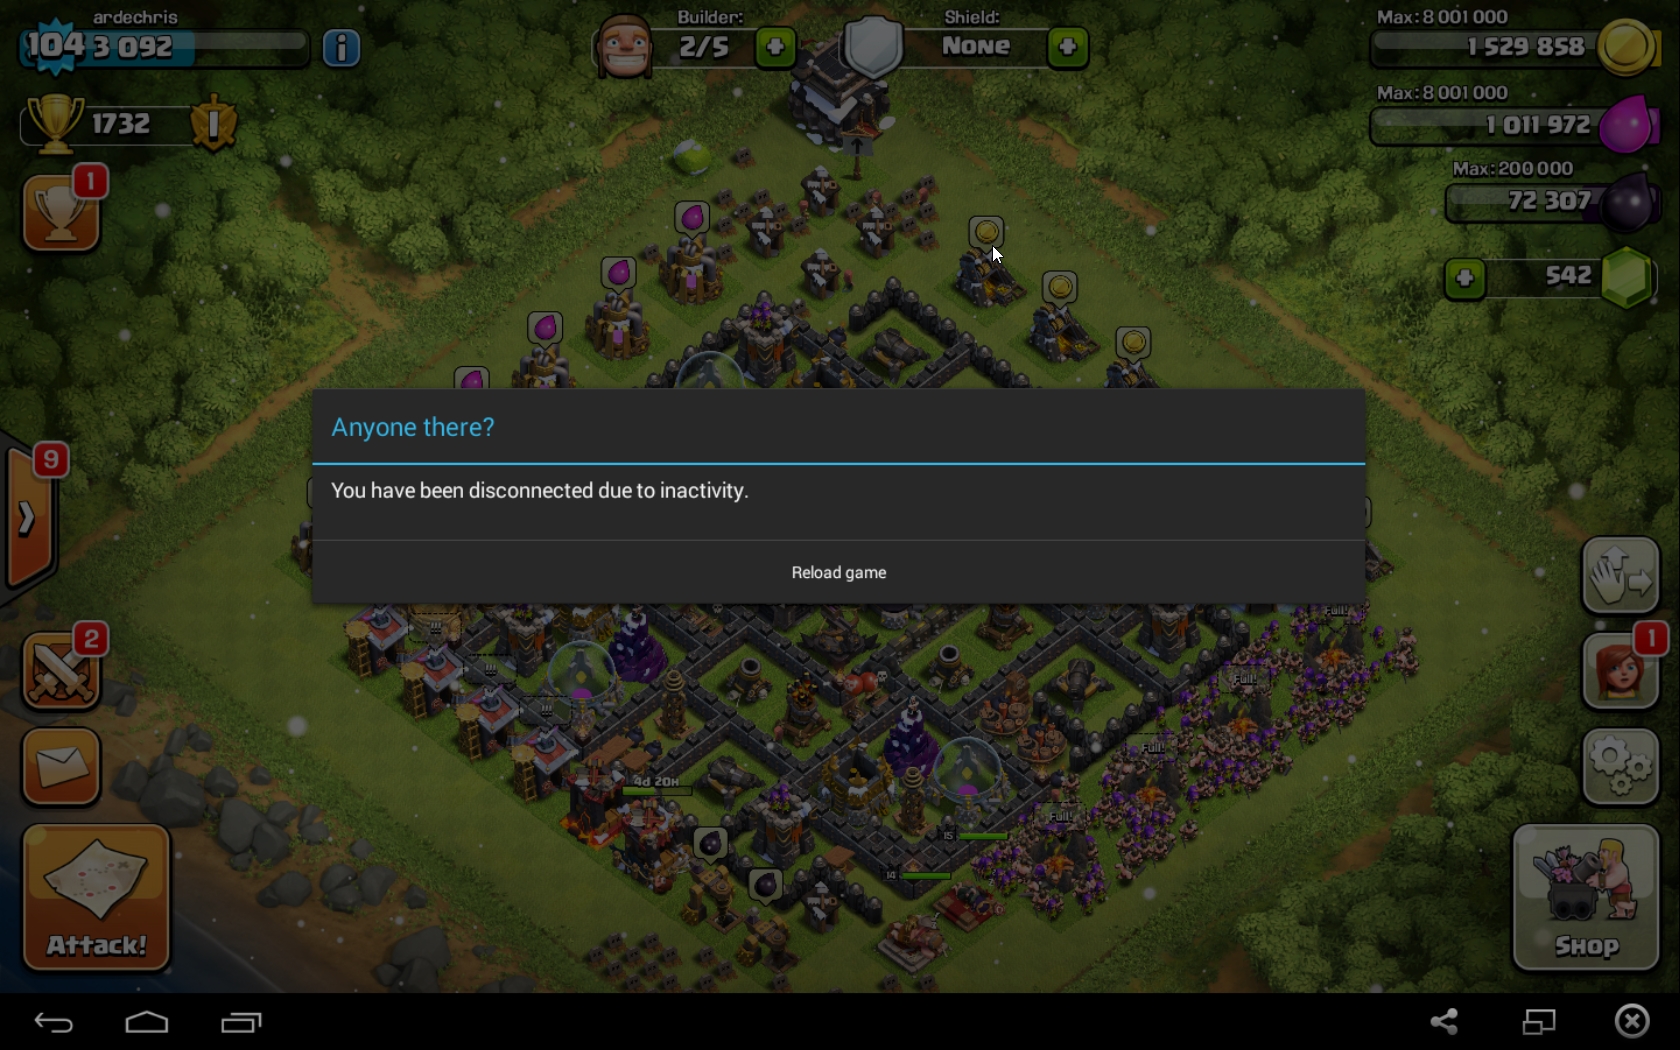 ardechris
104 3 092
Builder:
2/5
Shield:
None
Max: 8 001 000
1 529 858
Max: 8 001 000
1 011 972
Max: 200 000
72 307
542
1732
1
9
Anyone there?
You have been disconnected due to inactivity.
Reload game
2
1
Full!
Full!
Full!
Full!
4d 20H
15
14
Attack!
Shop